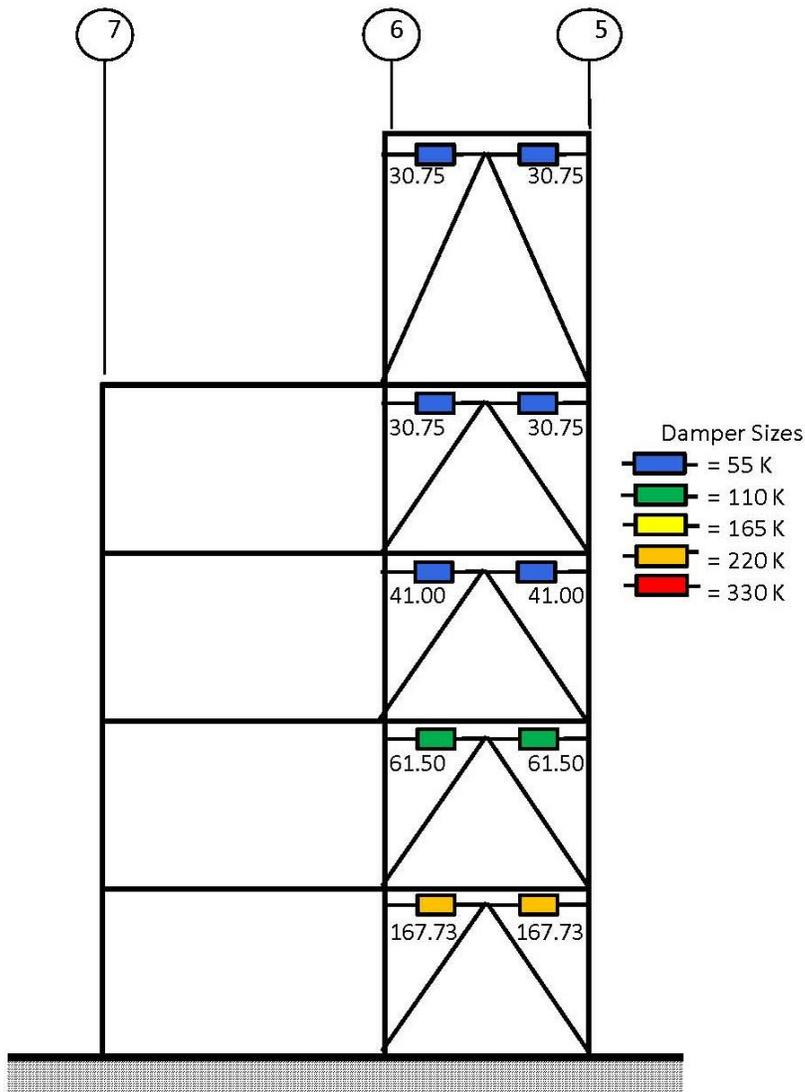 7 6 5
30.75 30.75
30.75 30.75
Damper Sizes
= 55 K
= 110 K
= 165 K
= 220 K
= 330 K
41.00 41.00
61.50 61.50
167.73 167.73